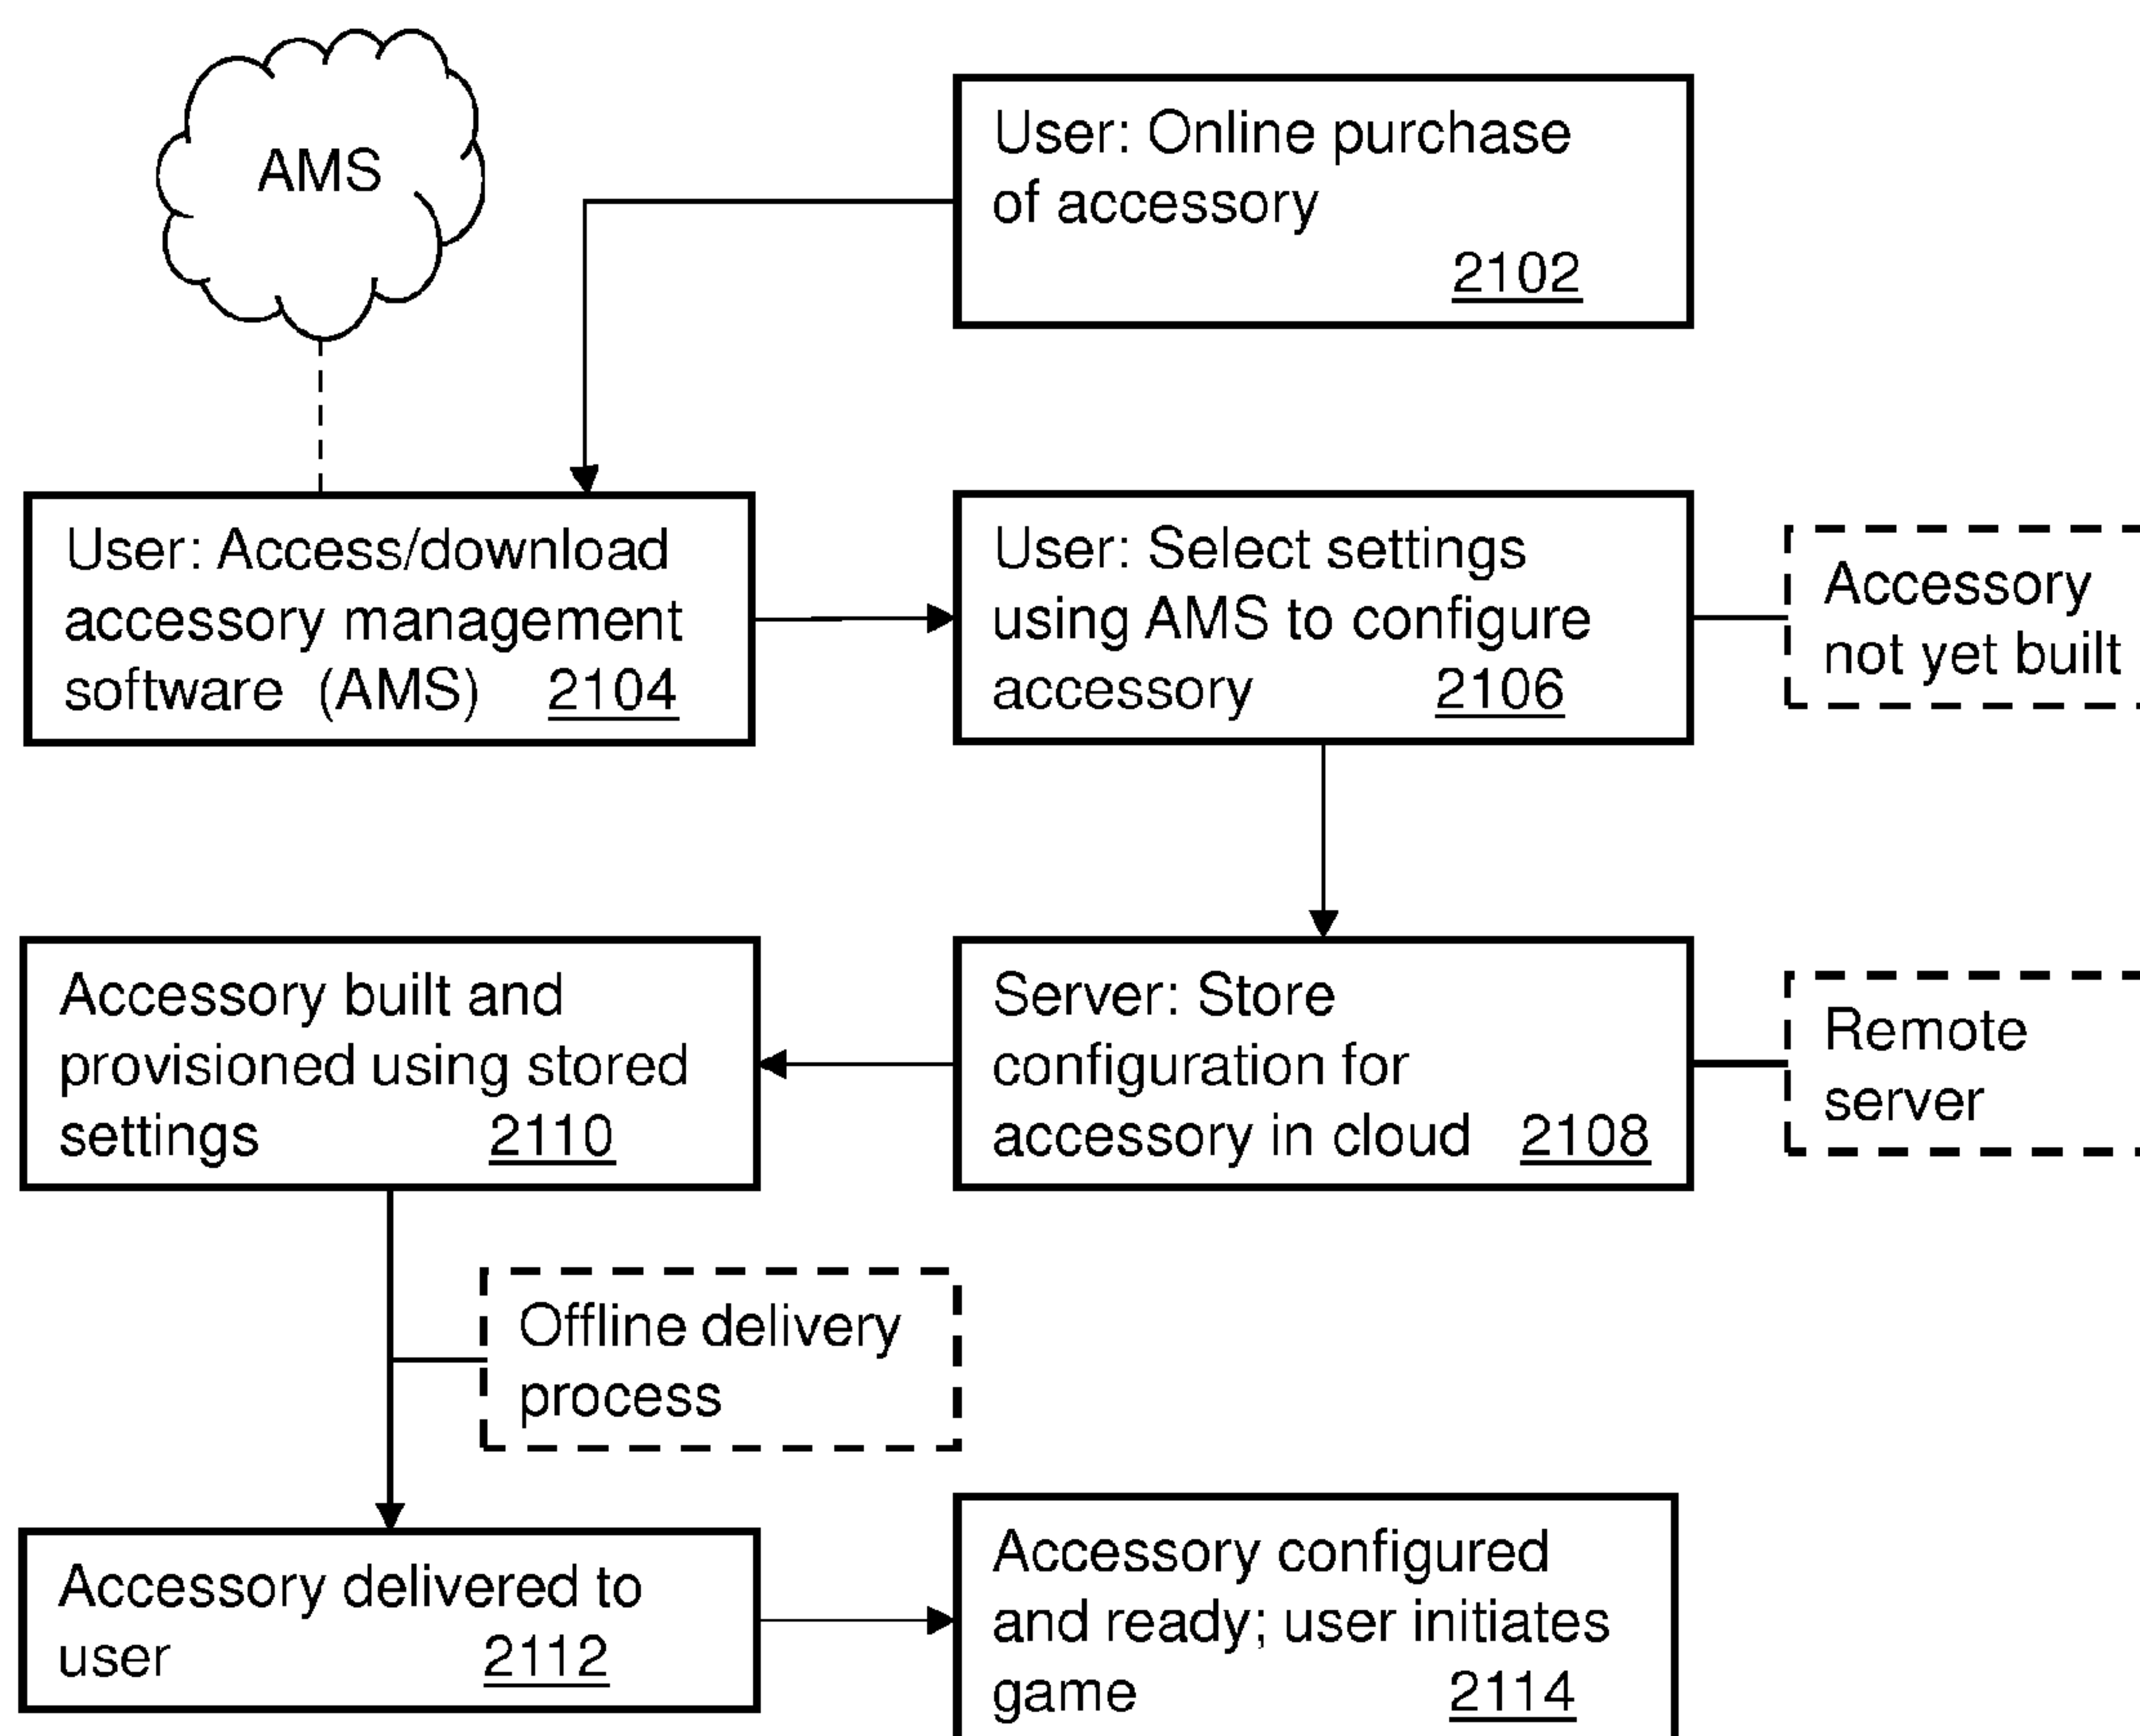 AMS
User: Online purchase
of accessory
2102
User: Access/download
accessory management
software (AMS) 2104
User: Select settings
using AMS to configure
accessory 2106
Accessory
not yet built
Accessory built and
provisioned using stored
settings 2110
Server: Store
configuration for
accessory in cloud 2108
Remote
server
Offline delivery
process
Accessory delivered to
user 2112
Accessory configured
and ready; user initiates
game 2114